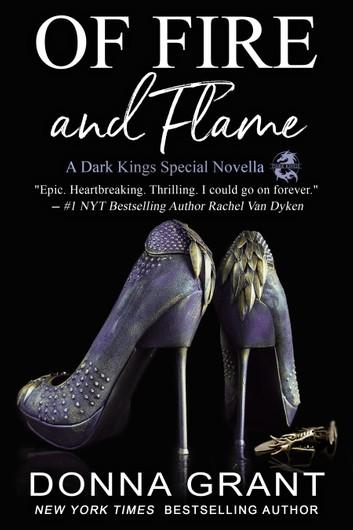 OF FIRE
and Flame
A Dark Kings Special Novella
"Epic. Heartbreaking. Thrilling. I could go on forever."
– #1 NYT Bestselling Author Rachel Van Dyken
DONNA GRANT
NEW YORK TIMES BESTSELLING AUTHOR